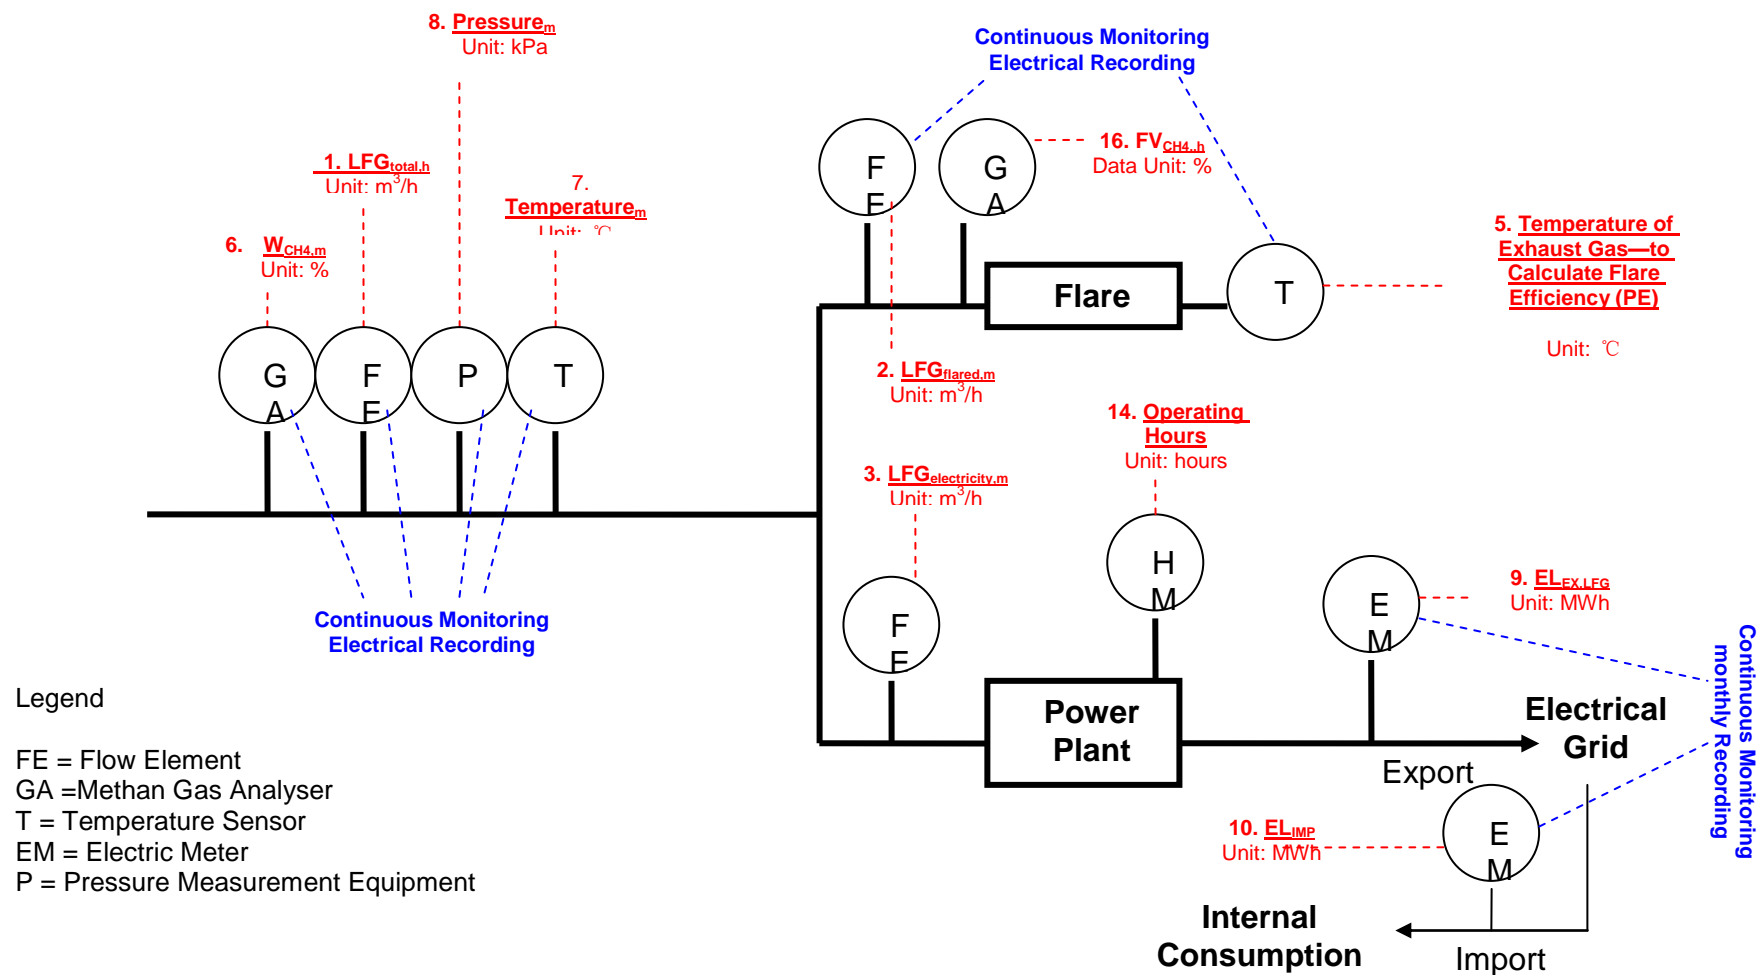 8. Pressurem
Unit: kPa
Continuous Monitoring
Electrical Recording
1. LFGtotal,h
Unit: m3/h
7.
Temperaturem
Unit: ℃
6. WCH4,m
Unit: %
16. FVCH4,,h
Data Unit: %
5. Temperature of
Exhaust Gas—to
Calculate Flare
Efficiency (PE)
Unit: ℃
F
E
G
A
Flare
T
G
A
F
E
P
T
2. LFGflared,m
Unit: m3/h
14. Operating
Hours
Unit: hours
3. LFGelectricity,m
Unit: m3/h
Continuous Monitoring
Electrical Recording
F
E
H
M
E
M
9. ELEX,LFG
Unit: MWh
Continuous Monitoring
monthly Recording
Power
Plant
Electrical
Grid
Export
10. ELIMP
Unit: MWh
E
M
Internal
Consumption
Import
Legend
FE = Flow Element
GA =Methan Gas Analyser
T = Temperature Sensor
EM = Electric Meter
P = Pressure Measurement Equipment